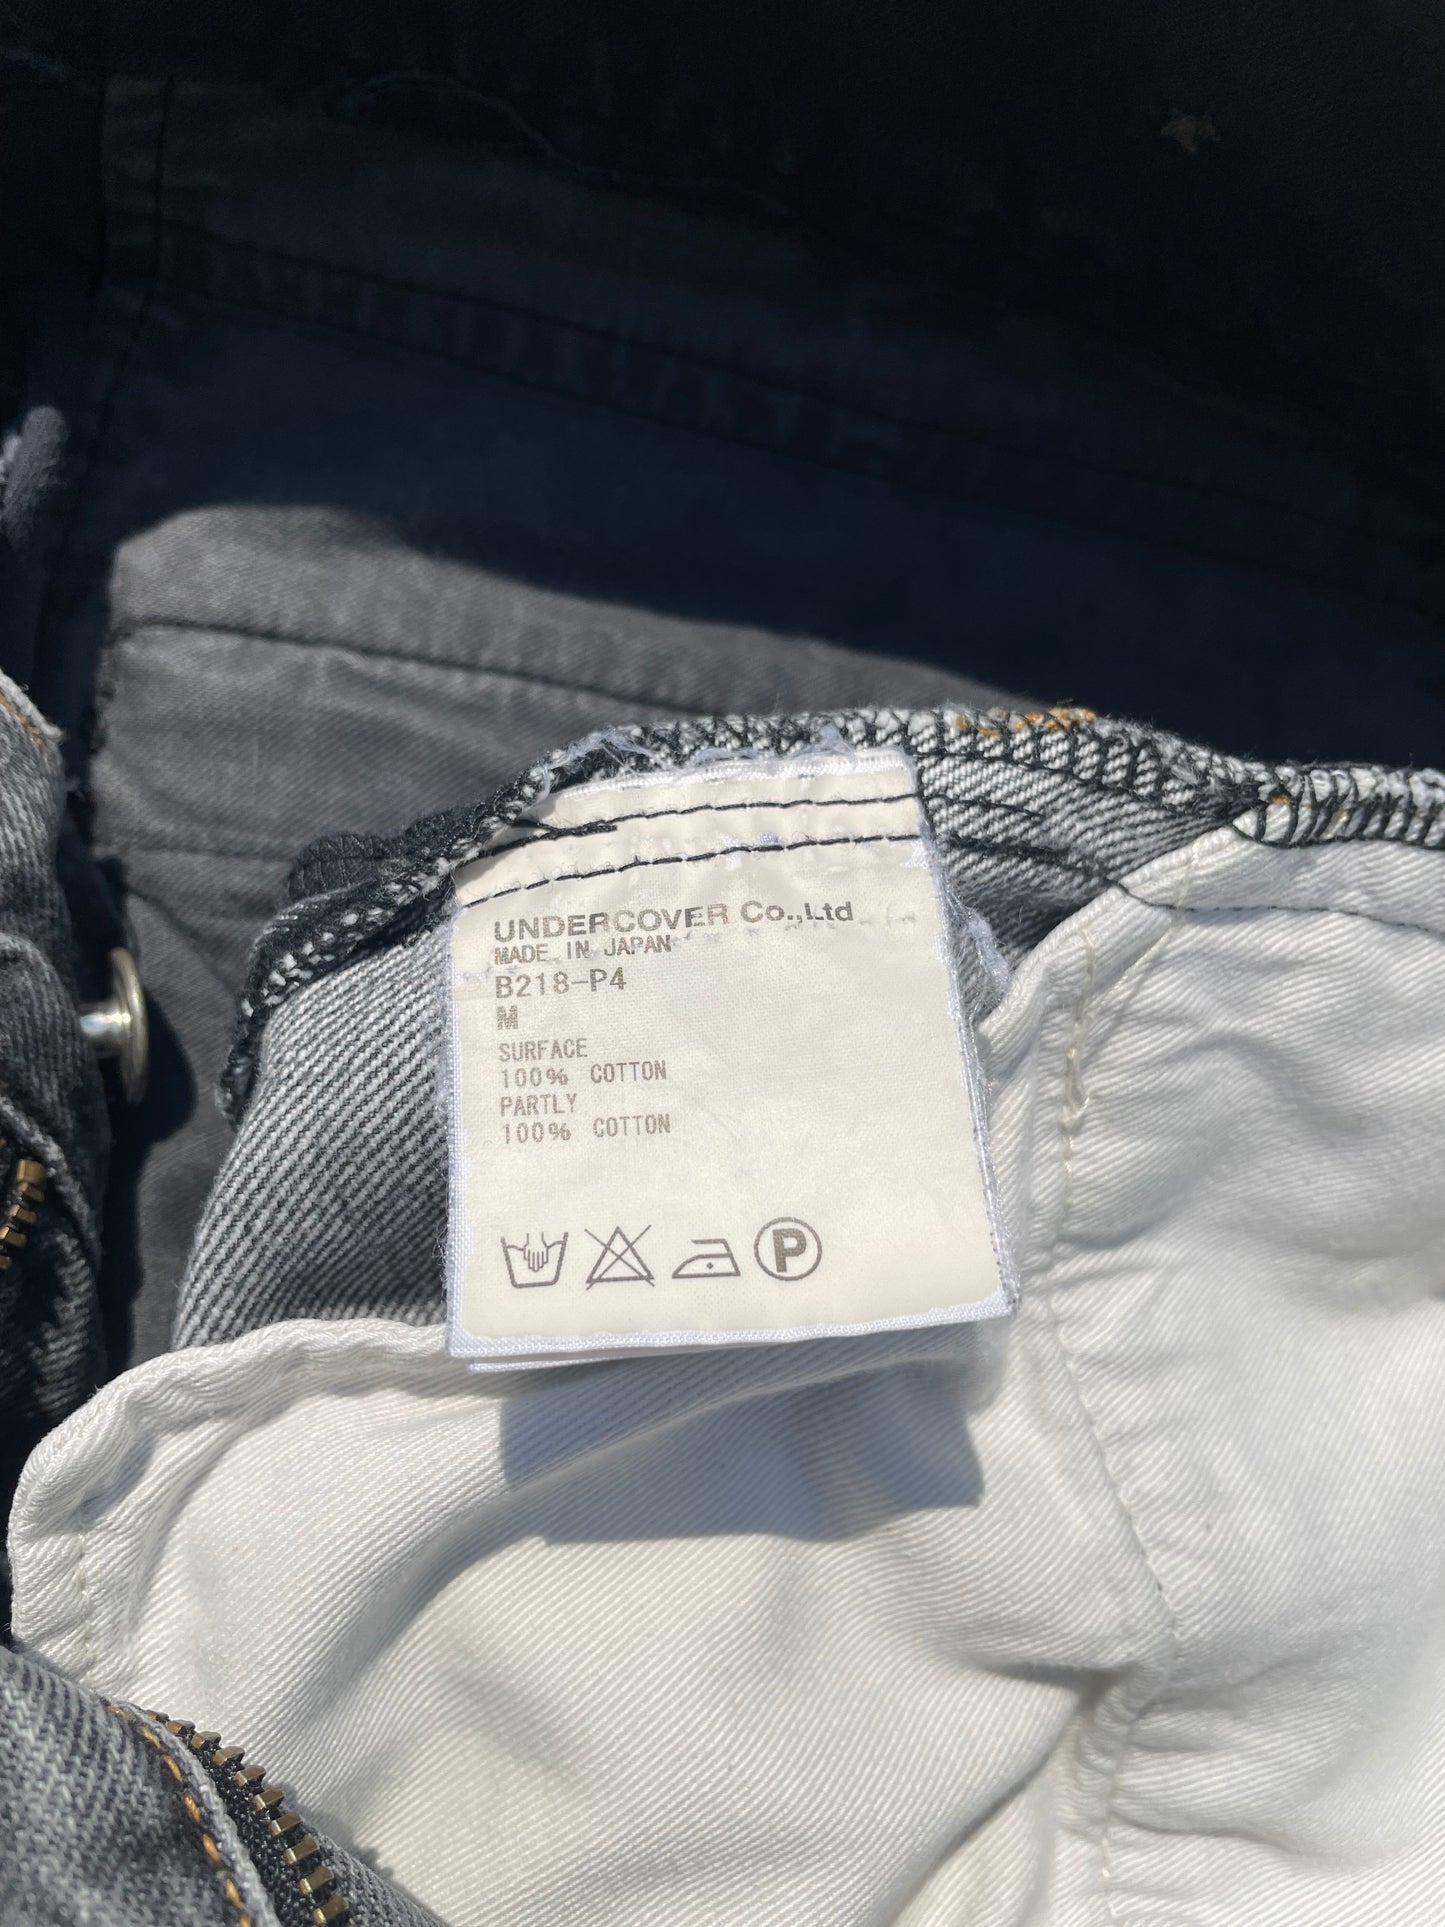 UNDERCOVER Co.,Ltd
MADE IN JAPAN
B218-P4
M
SURFACE
100% COTTON
PARTLY
100% COTTON
P